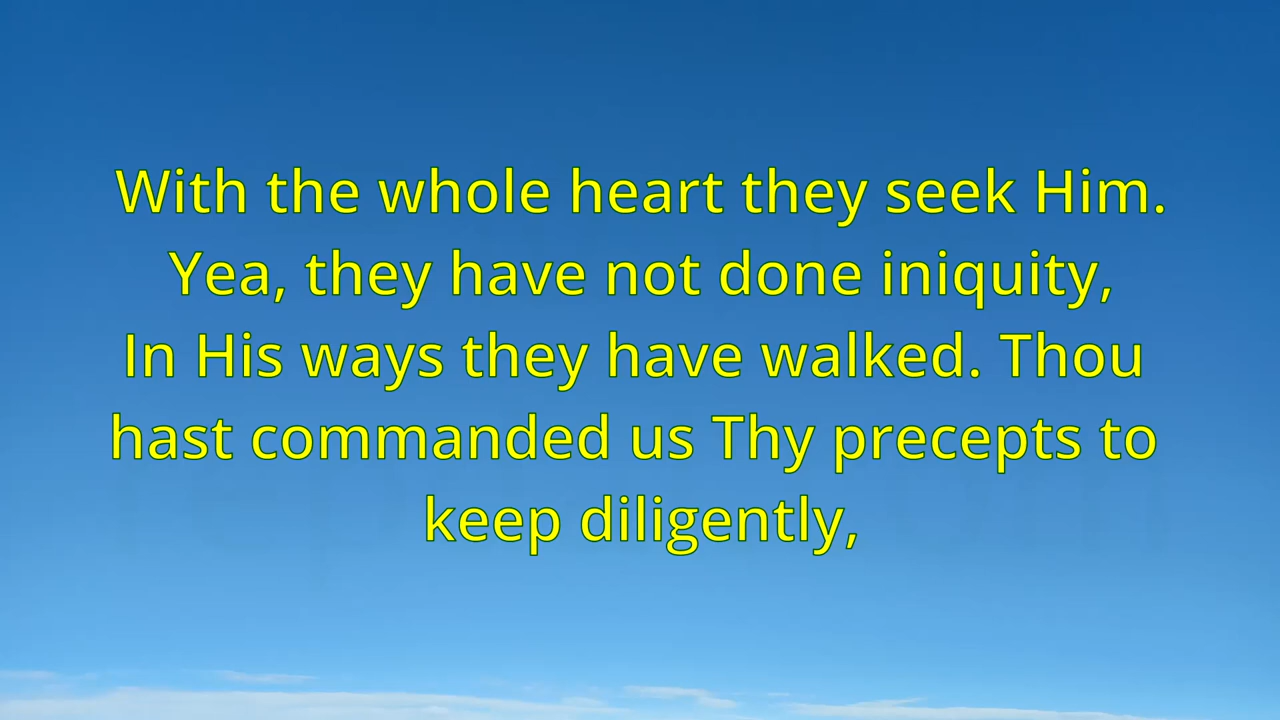 With the whole heart they seek Him.
Yea, they have not done iniquity,
In His ways they have walked. Thou
hast commanded us Thy precepts to
keep diligently,